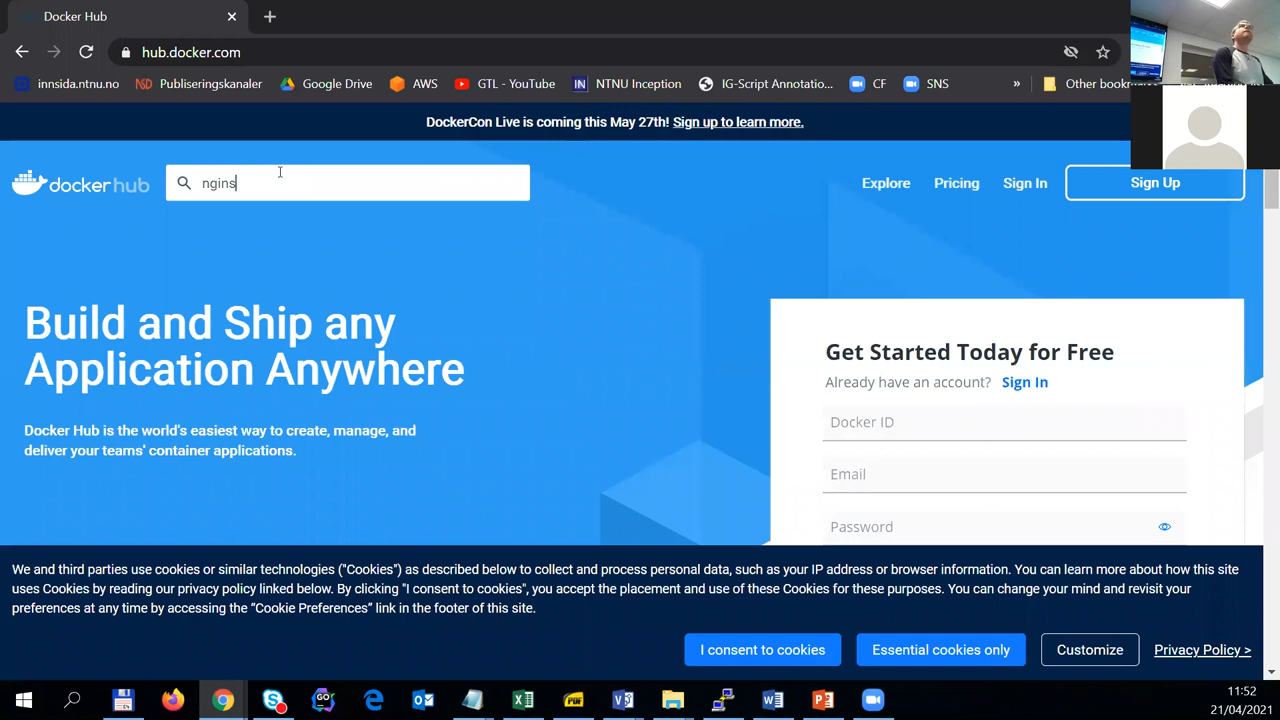 Docker Hub
hub.docker.com
innsida.ntnu.no
Publiseringskanaler
Google Drive
AWS
GTL - YouTube
IN
NTNU Inception
IG-Script Annotatio...
CF
SNS
»
DockerCon Live is coming this May 27th! Sign up to learn more.
docker hub
ngins
Explore
Pricing
Sign In
Sign Up
Build and Ship any
Application Anywhere
Docker Hub is the world's easiest way to create, manage, and
deliver your teams' container applications.
Get Started Today for Free
Already have an account? Sign In
Docker ID
Email
Password
We and third parties use cookies or similar technologies ("Cookies") as described below to collect and process personal data, such as your IP address or browser information. You can learn more about how this site
uses Cookies by reading our privacy policy linked below. By clicking "I consent to cookies", you accept the placement and use of these Cookies for these purposes. You can change your mind and revisit your
preferences at any time by accessing the “Cookie Preferences” link in the footer of this site.
I consent to cookies
Essential cookies only
Customize
Privacy Policy >
11:52
21/04/2021